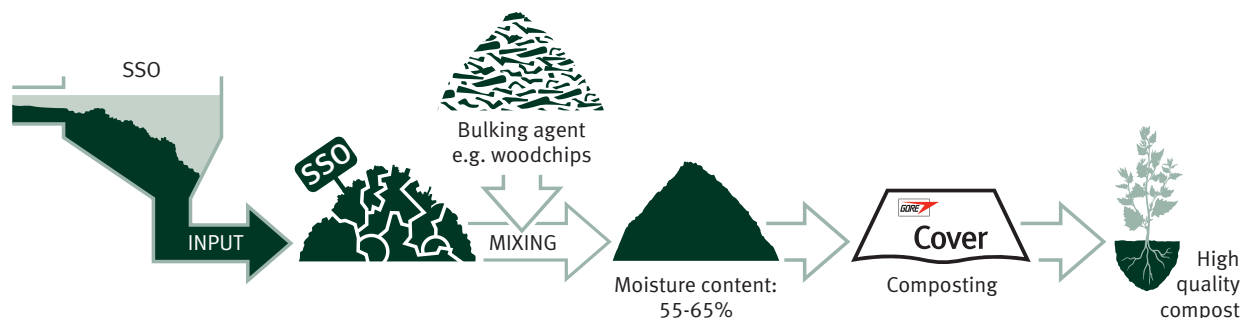 SSO
Bulking agent
e.g. woodchips
SSO
INPUT
MIXING
GORE
Cover
Moisture content:
55-65%
Composting
High
quality
compost